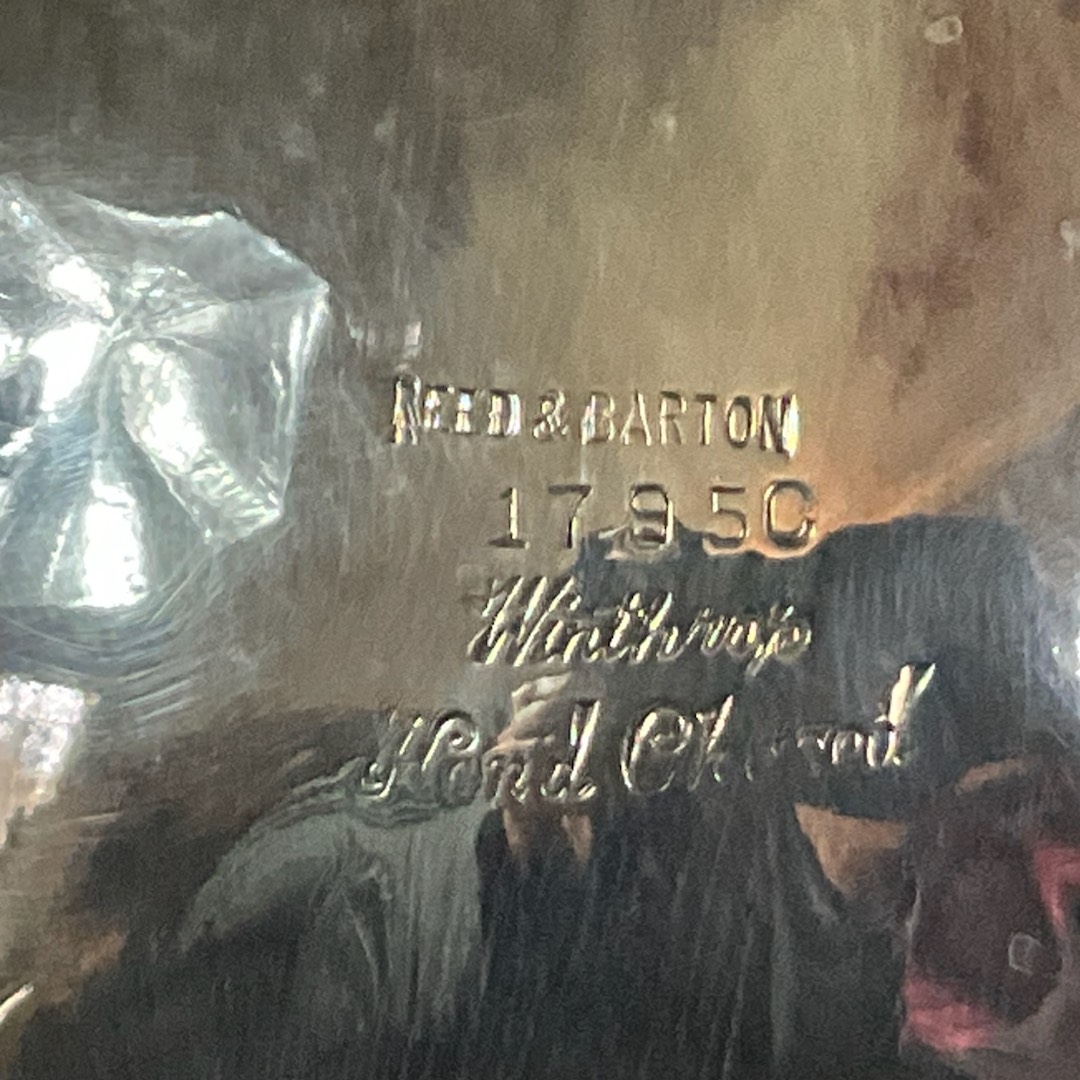 REED & BARTON
1795C
Winthrop
Hand Chased